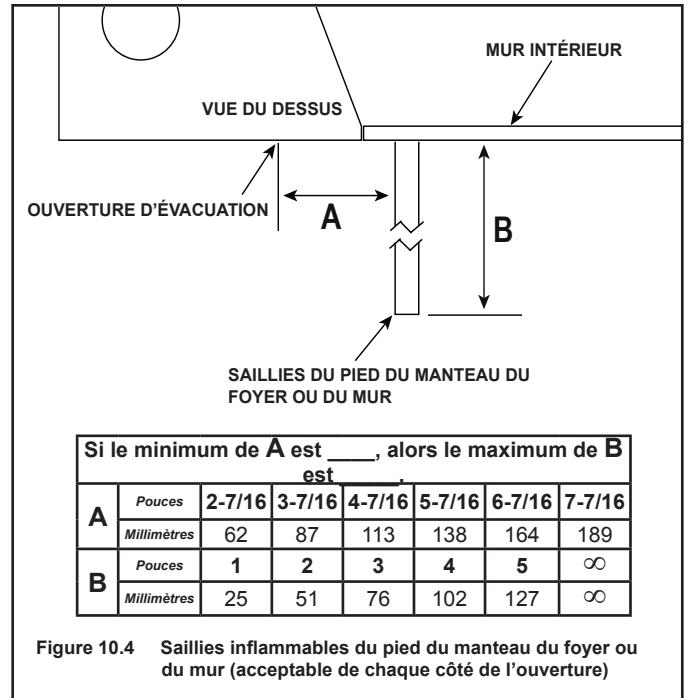 MUR INTÉRIEUR
VUE DU DESSUS
OUVERTURE D'ÉVACUATION
A
B
SAILLIES DU PIED DU MANTEAU DU
FOYER OU DU MUR
Si le minimum de A est ____, alors le maximum de B
est______.
A Pouces 2-7/16 3-7/16 4-7/16 5-7/16 6-7/16 7-7/16
Millimètres 62 87 113 138 164 189
B Pouces 1 2 3 4 5 ∞
Millimètres 25 51 76 102 127 ∞
Figure 10.4 Saillies inflammables du pied du manteau du foyer ou
du mur (acceptable de chaque côté de l'ouverture)